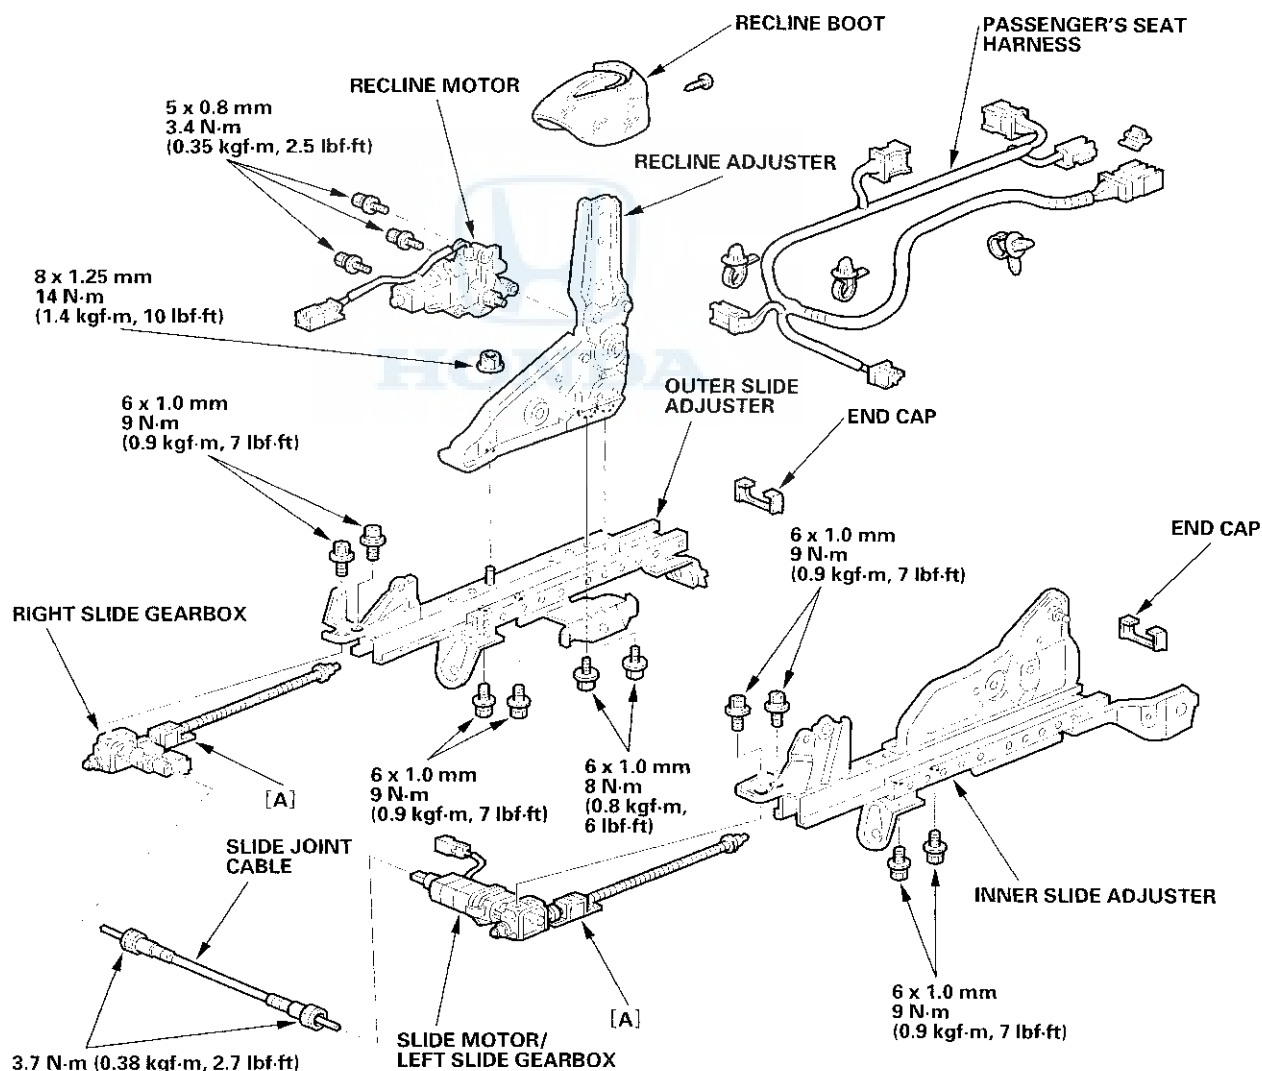 RECLINE BOOT
PASSENGER'S SEAT
HARNESS
RECLINE MOTOR
5 x 0.8 mm
3.4 N·m
(0.35 kgf·m, 2.5 lbf·ft)
RECLINE ADJUSTER
8 x 1.25 mm
14 N·m
(1.4 kgf·m, 10 lbf·ft)
HONDA
OUTER SLIDE
ADJUSTER
6 x 1.0 mm
9 N·m
(0.9 kgf·m, 7 lbf·ft)
END CAP
6 x 1.0 mm
9 N·m
(0.9 kgf·m, 7 lbf·ft)
END CAP
RIGHT SLIDE GEARBOX
[A]
6 x 1.0 mm
9 N·m
(0.9 kgf·m, 7 lbf·ft)
6 x 1.0 mm
8 N·m
(0.8 kgf·m,
6 lbf·ft)
SLIDE JOINT
CABLE
INNER SLIDE ADJUSTER
[A]
6 x 1.0 mm
9 N·m
(0.9 kgf·m, 7 lbf·ft)
SLIDE MOTOR/
LEFT SLIDE GEARBOX
3.7 N·m (0.38 kgf·m, 2.7 lbf·ft)